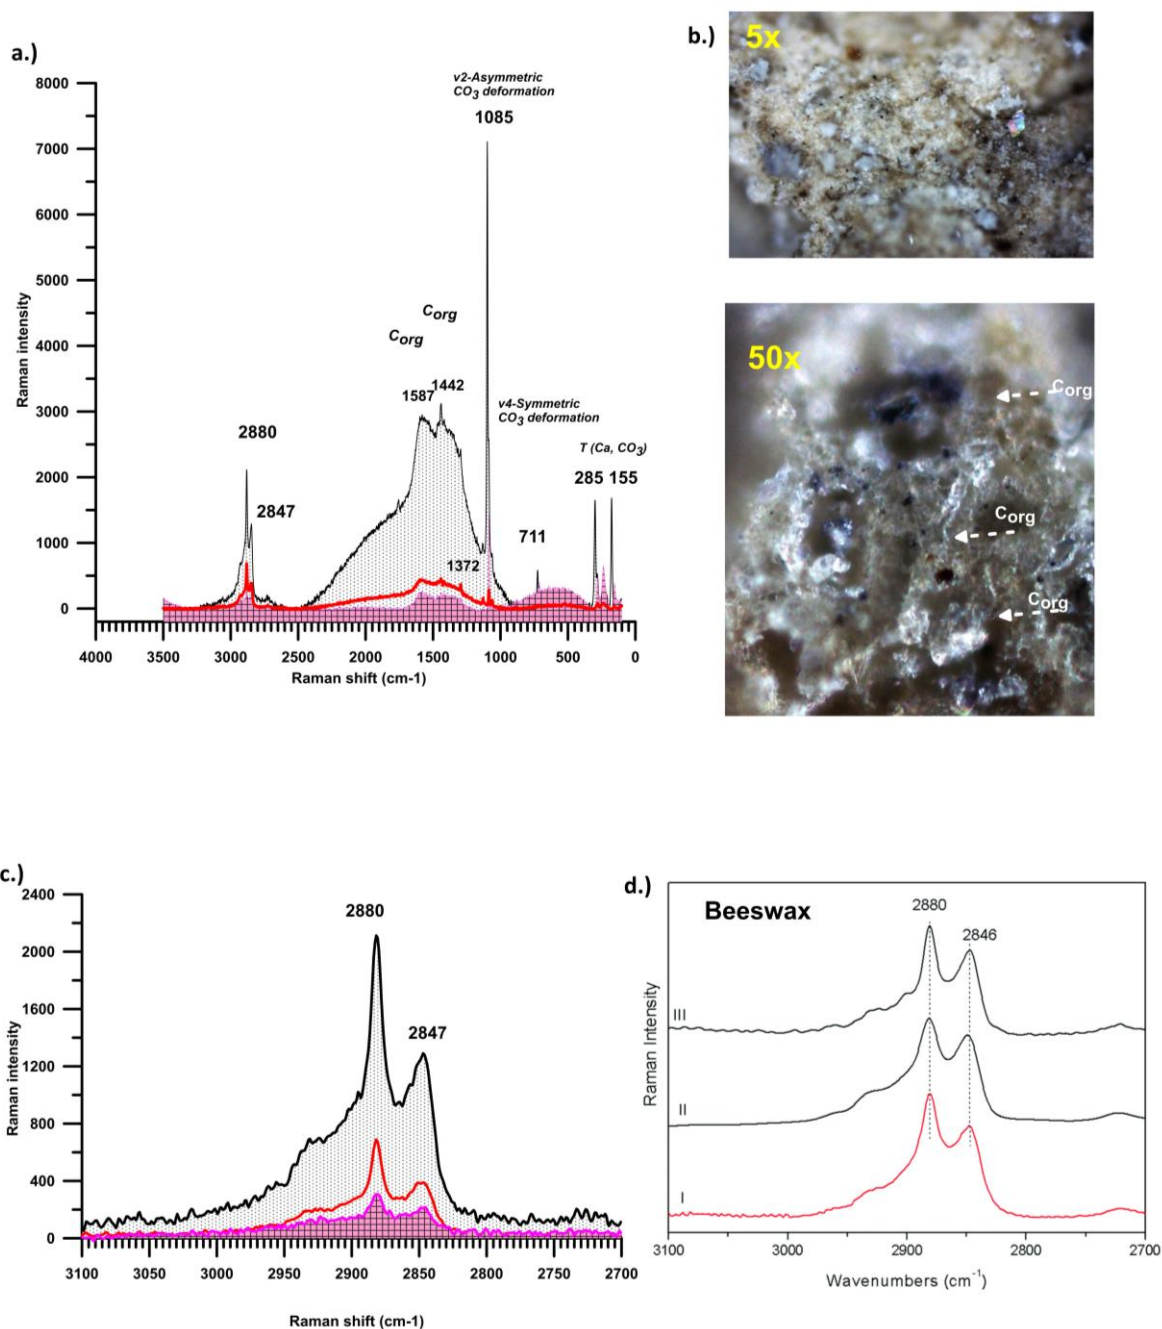 a.)
8000
7000
6000
5000
4000
3000
2000
1000
0
Raman intensity
v2-Asymmetric
CO3 deformation
1085
Corg
Corg
1587
1442
v4-Symmetric
CO3 deformation
2880
2847
T (Ca, CO3)
285 155
711
1372
4000 3500 3000 2500 2000 1500 1000 500 0
Raman shift (cm-1)
b.)
5x
50x
Corg
Corg
Corg
c.)
2400
2000
1600
1200
800
400
0
Raman intensity
2880
2847
3100 3050 3000 2950 2900 2850 2800 2750 2700
Raman shift (cm-1)
d.)
Beeswax
2880
2846
III
II
I
Raman Intensity
3100 3000 2900 2800 2700
Wavenumbers (cm-1)